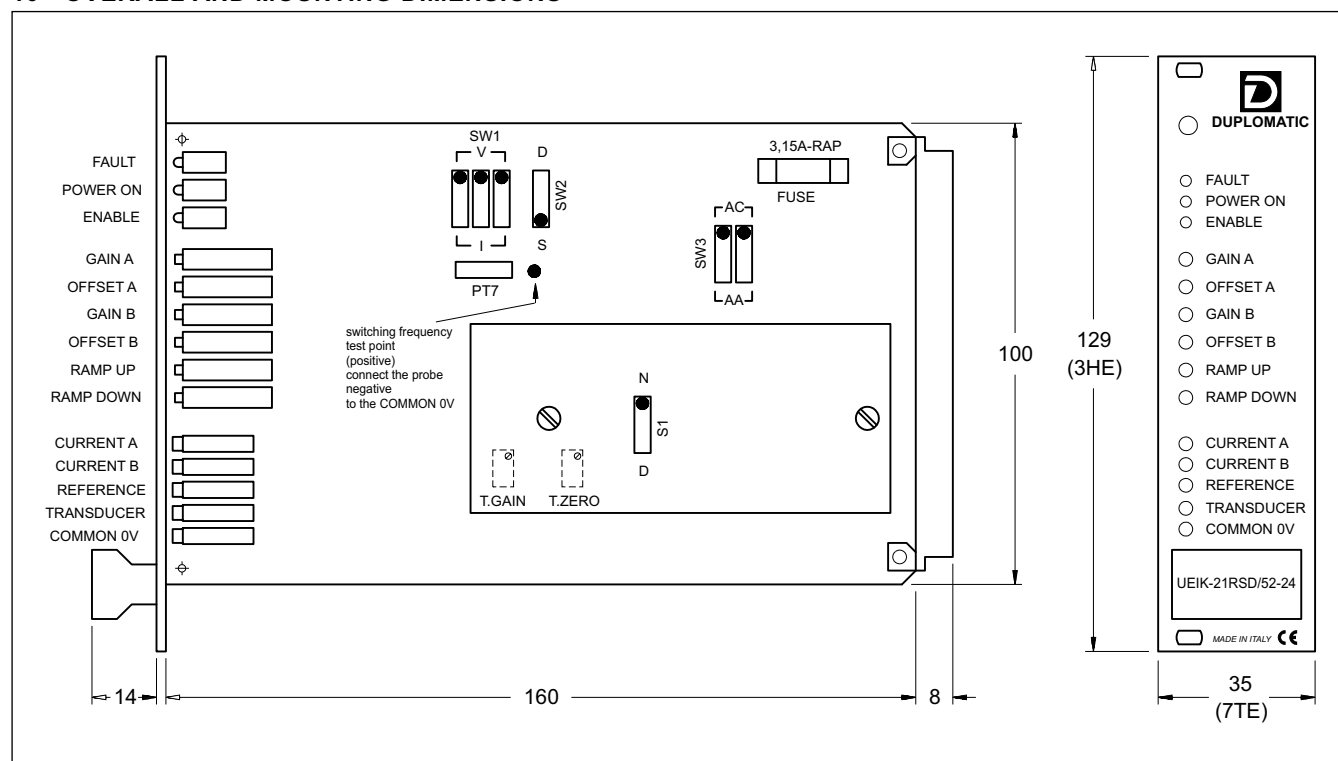 FAULT
POWER ON
ENABLE
GAIN A
OFFSET A
GAIN B
OFFSET B
RAMP UP
RAMP DOWN
CURRENT A
CURRENT B
REFERENCE
TRANSDUCER
COMMON 0V
SW1
V
I
PT7
D
SW2
S
switching frequency
test point
(positive)
connect the probe
negative
to the COMMON 0V
3,15A-RAP
FUSE
AC
SW3
AA
N
S1
D
T.GAIN
T.ZERO
14
160
8
100
129
(3HE)
D
DUPLOMATIC
FAULT
POWER ON
ENABLE
GAIN A
OFFSET A
GAIN B
OFFSET B
RAMP UP
RAMP DOWN
CURRENT A
CURRENT B
REFERENCE
TRANSDUCER
COMMON 0V
UEIK-21RSD/52-24
MADE IN ITALY CE
35
(7TE)